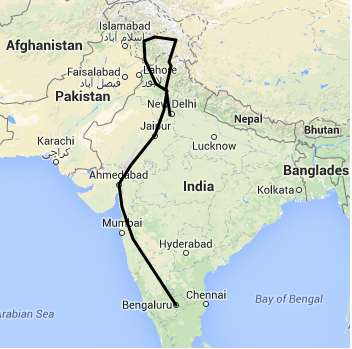 Islamabad
اسلام آباد
Afghanistan
Faisalabad
فیصل آباد
Lahore
لاہور
Pakistan
New Delhi
Nepal
Jaipur
Lucknow
Bhutan
Karachi
کراچی
Ahmedabad
Banglades
India
Kolkata
Mumbai
Hyderabad
Bengaluru
Chennai
Bay of Bengal
Arabian Sea